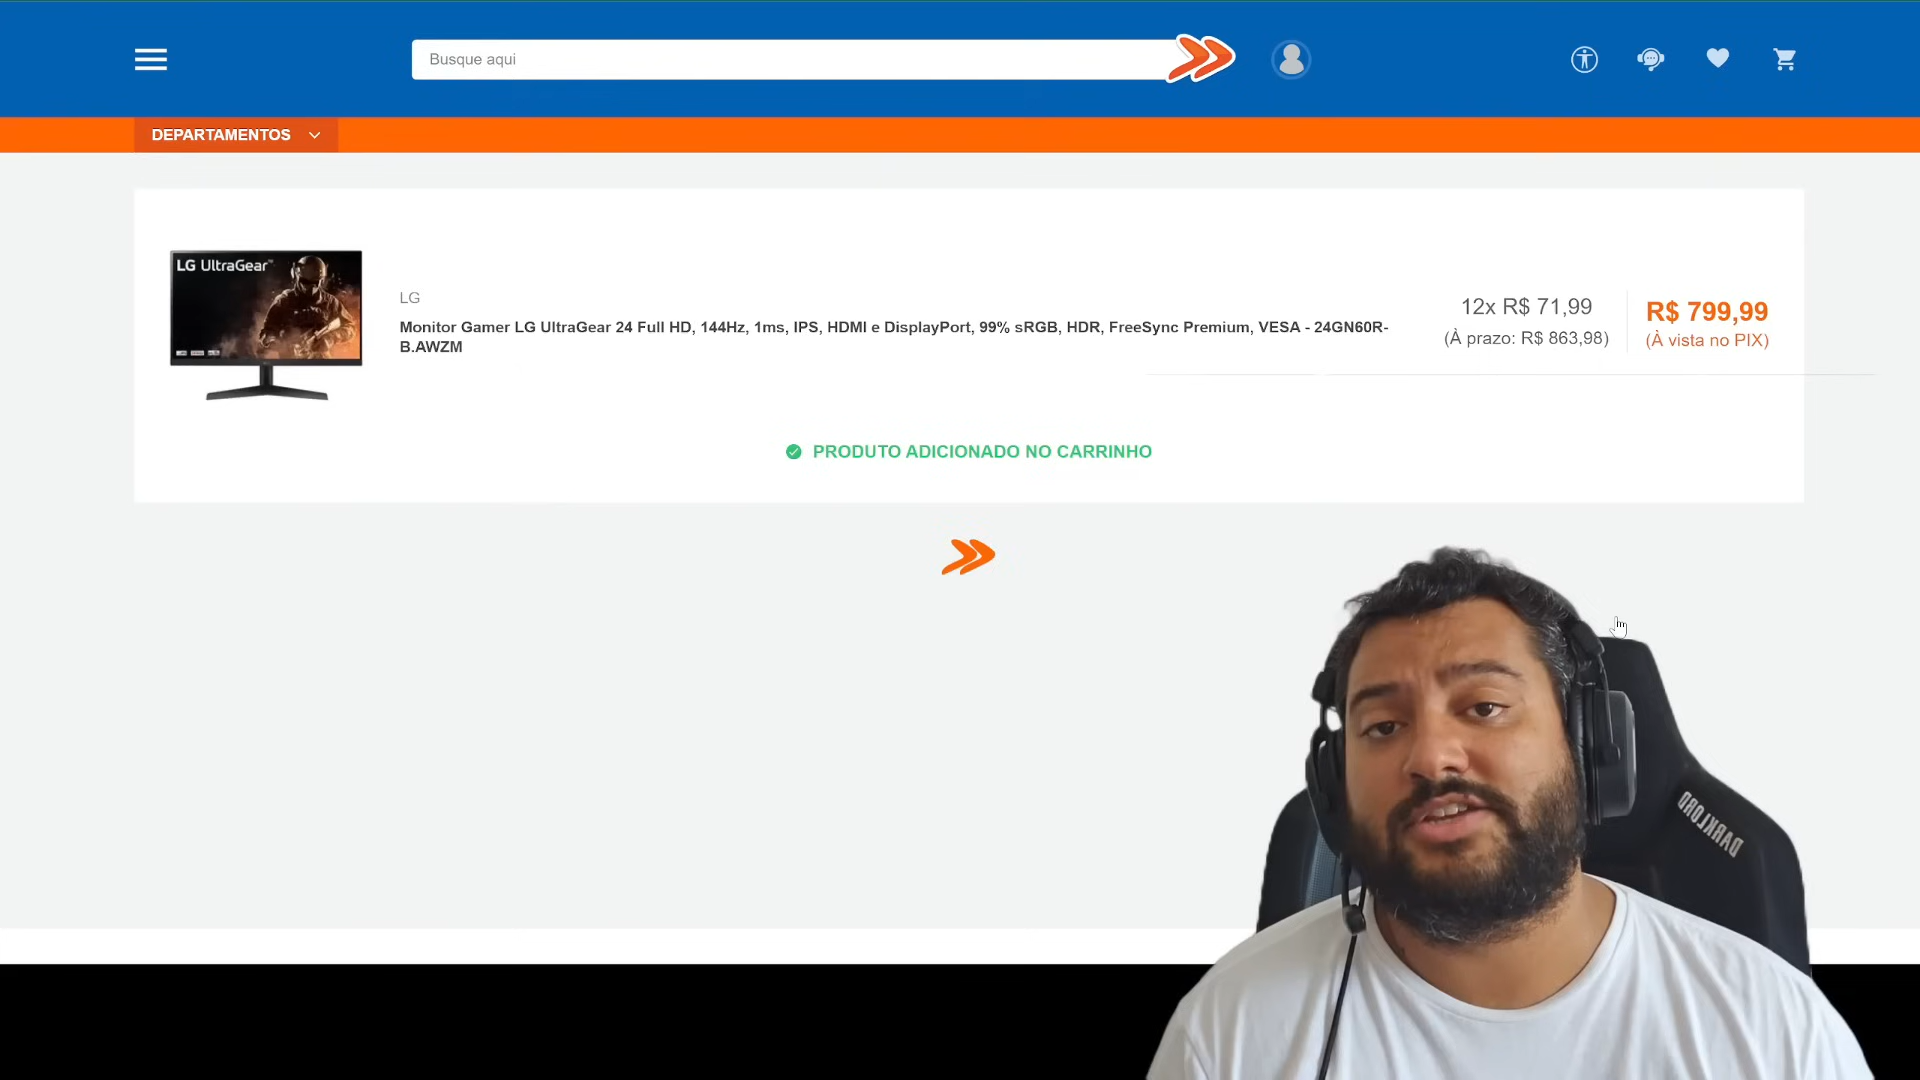 Busque aqui
DEPARTAMENTOS
LG UltraGear™
LG
Monitor Gamer LG UltraGear 24 Full HD, 144Hz, 1ms, IPS, HDMI e DisplayPort, 99% sRGB, HDR, FreeSync Premium, VESA - 24GN60R-
B.AWZM
12x R$ 71,99
(À prazo: R$ 863,98)
R$ 799,99
(À vista no PIX)
PRODUTO ADICIONADO NO CARRINHO
DARKLORD